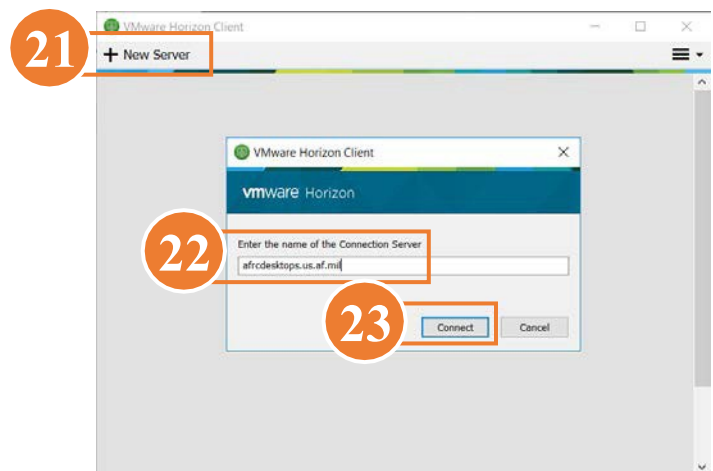 VMware Horizon Client
21
+ New Server
VMware Horizon Client
vmware Horizon
22
Enter the name of the Connection Server
afrcdesktops.us.af.mil
23
Connect
Cancel